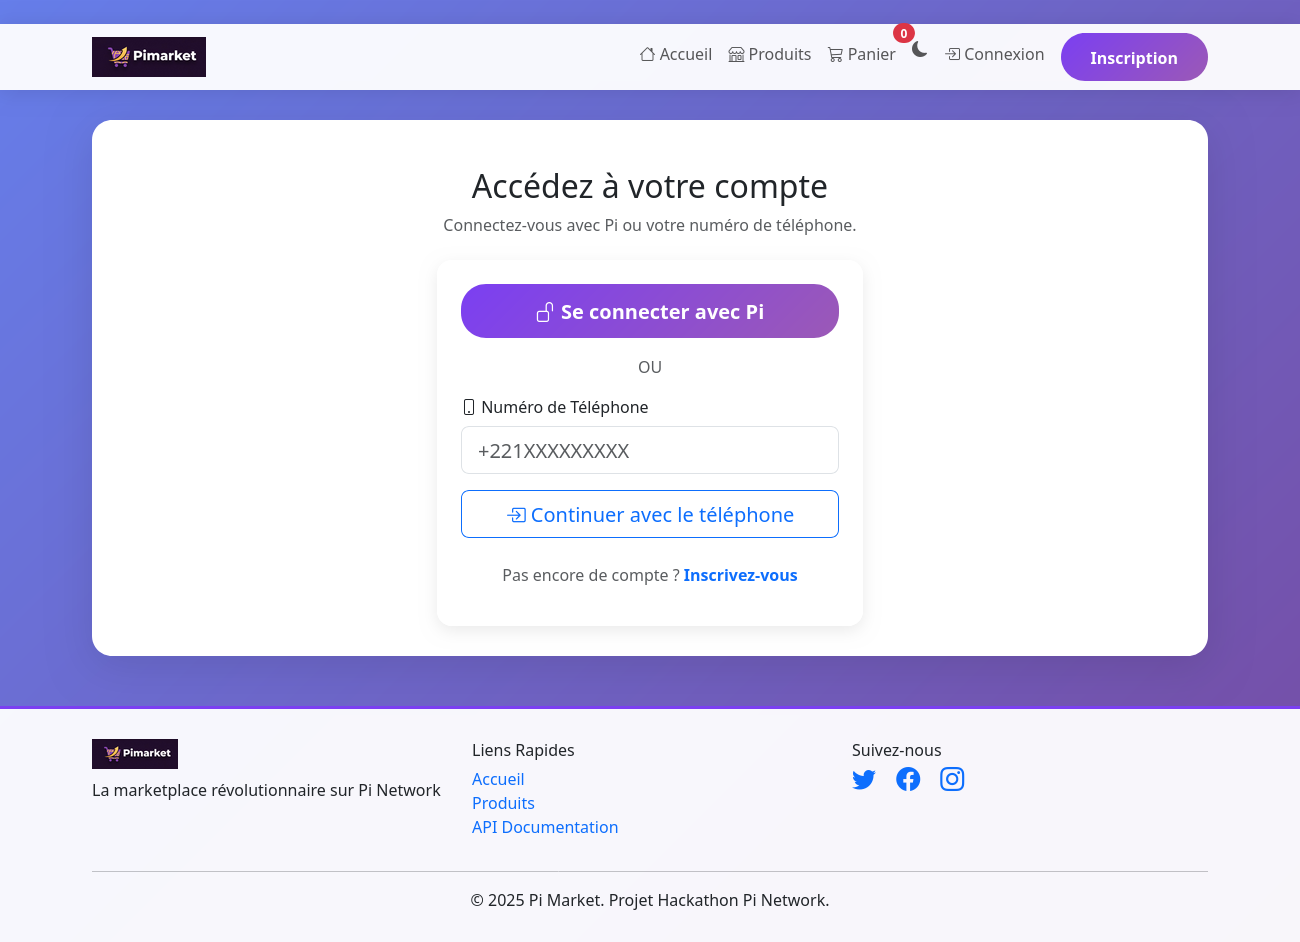 Pimarket
Accueil
Produits
Panier
0
Connexion
Inscription
Accédez à votre compte
Connectez-vous avec Pi ou votre numéro de téléphone.
Se connecter avec Pi
OU
Numéro de Téléphone
+221XXXXXXXXX
Continuer avec le téléphone
Pas encore de compte ? Inscrivez-vous
Pimarket
La marketplace révolutionnaire sur Pi Network
Liens Rapides
Accueil
Produits
API Documentation
Suivez-nous
© 2025 Pi Market. Projet Hackathon Pi Network.